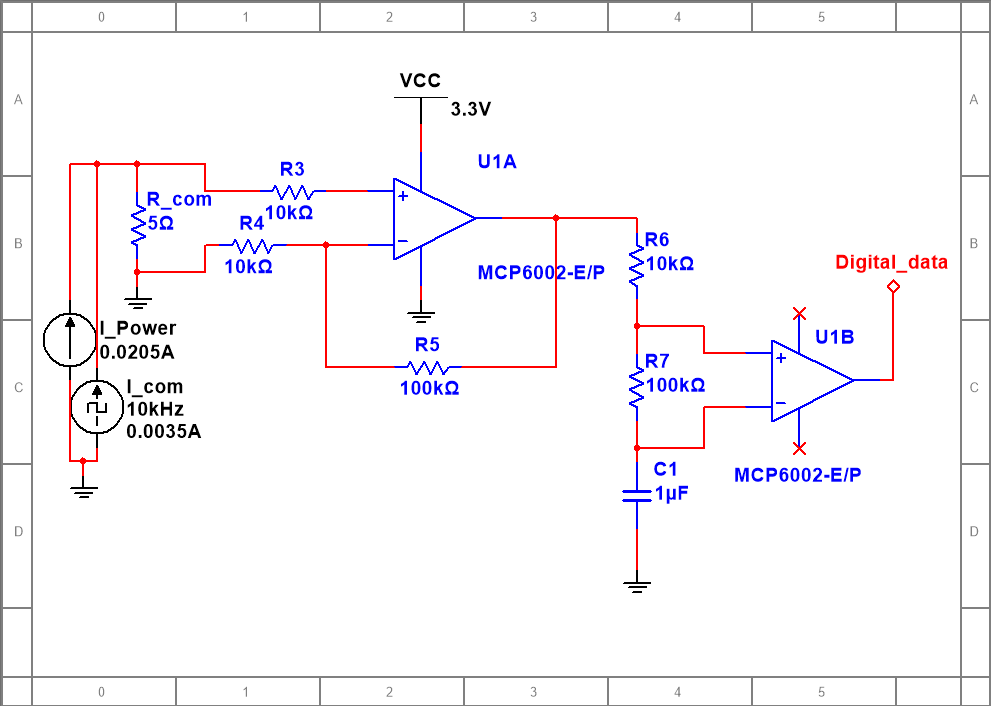 0 1 2 3 4 5
A A
VCC
3.3V
U1A
R3
10kΩ
R_com
5Ω
R4
10kΩ
B B
MCP6002-E/P
R6
10kΩ
Digital_data
I_Power
0.0205A
U1B
R5
100kΩ
R7
100kΩ
C C
I_com
10kHz
0.0035A
MCP6002-E/P
C1
1µF
D D
0 1 2 3 4 5